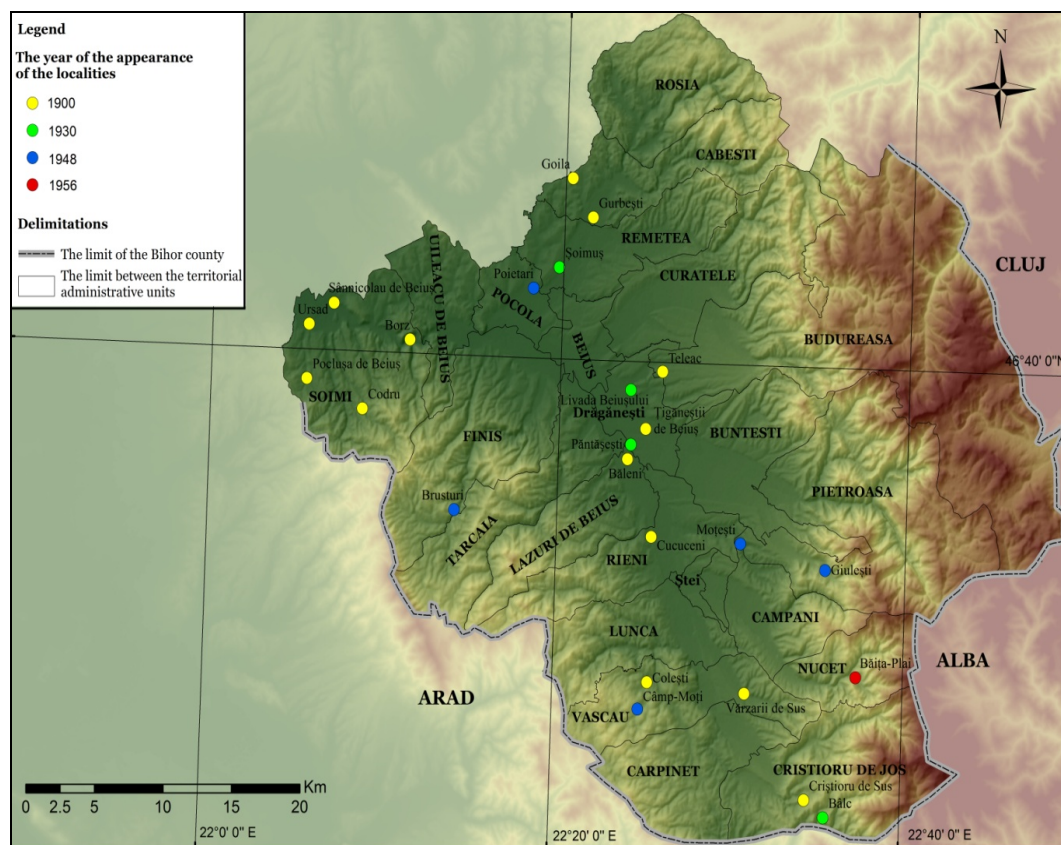 Legend
The year of the appearance
of the localities
1900
1930
1948
1956
Delimitations
The limit of the Bihor county
The limit between the territorial
administrative units
N
ROSIA
CABESTI
Goila
Gurbești
REMETEA
Șoimuș
CURATELE
CLUJ
Poietari
POCOLA
UILEACU DE BEIUS
Sânnicolau de Beiuș
Ursad
Borz
BEIUS
BUDUREASA
46°40' 0"N
Teleac
Poclușa de Beiuș
SOIMI
Codru
Livada Beiușului
Drăgănești
Țigăneștii
de Beiuș
BUNTESTI
FINIS
Păntășești
Băleni
PIETROASA
Brusturi
TARCAIA
LAZURI DE BEIUS
Moțești
Cucuceni
RIENI
Giulești
Ștei
CAMPANI
LUNCA
NUCET
Băița-Plai
ALBA
ARAD
Colești
Câmp-Moți
VASCAU
Vărzarii de Sus
CARPINET
CRISTIORU DE JOS
Criștioru de Sus
Bâlc
Km
0 2.5 5 10 15 20
22°0' 0" E
22°20' 0" E
22°40' 0" E